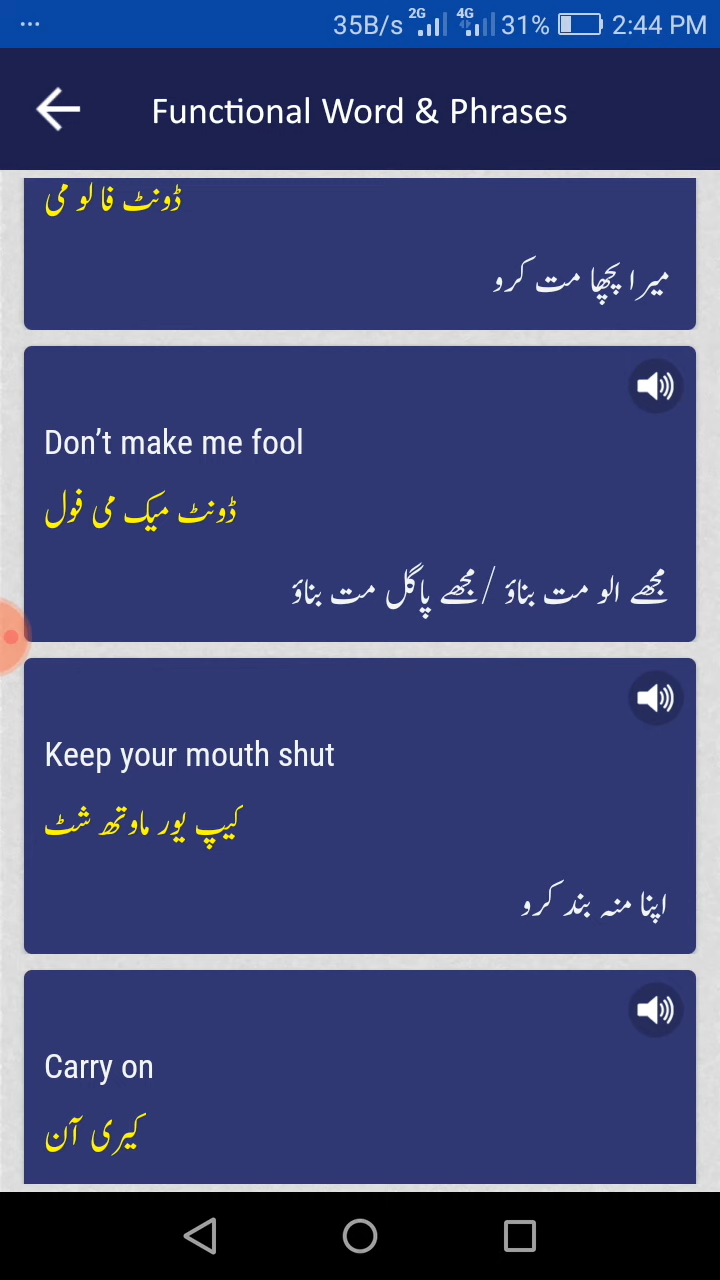 ...
35B/s 2G 4G 31% 2:44 PM
Functional Word & Phrases
ڈونٹ فالو می
میرا پچھا مت کرو
Don’t make me fool
ڈونٹ میک می فول
مجھے الو مت بناؤ / مجھے پاگل مت بناؤ
Keep your mouth shut
کیپ یور ماوتھ شٹ
اپنا منہ بند کرو
Carry on
کیری آن